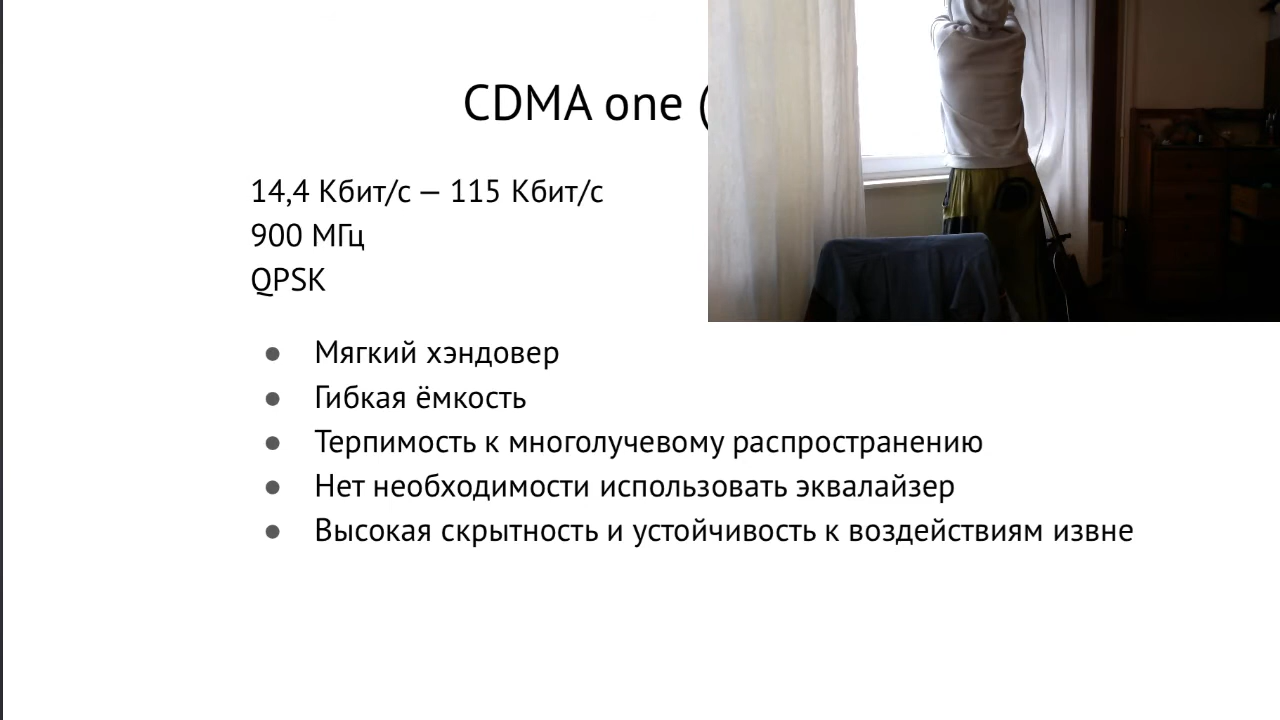 CDMA one (
14,4 Кбит/с — 115 Кбит/с
900 МГц
QPSK
● Мягкий хэндовер
● Гибкая ёмкость
● Терпимость к многолучевому распространению
● Нет необходимости использовать эквалайзер
● Высокая скрытность и устойчивость к воздействиям извне